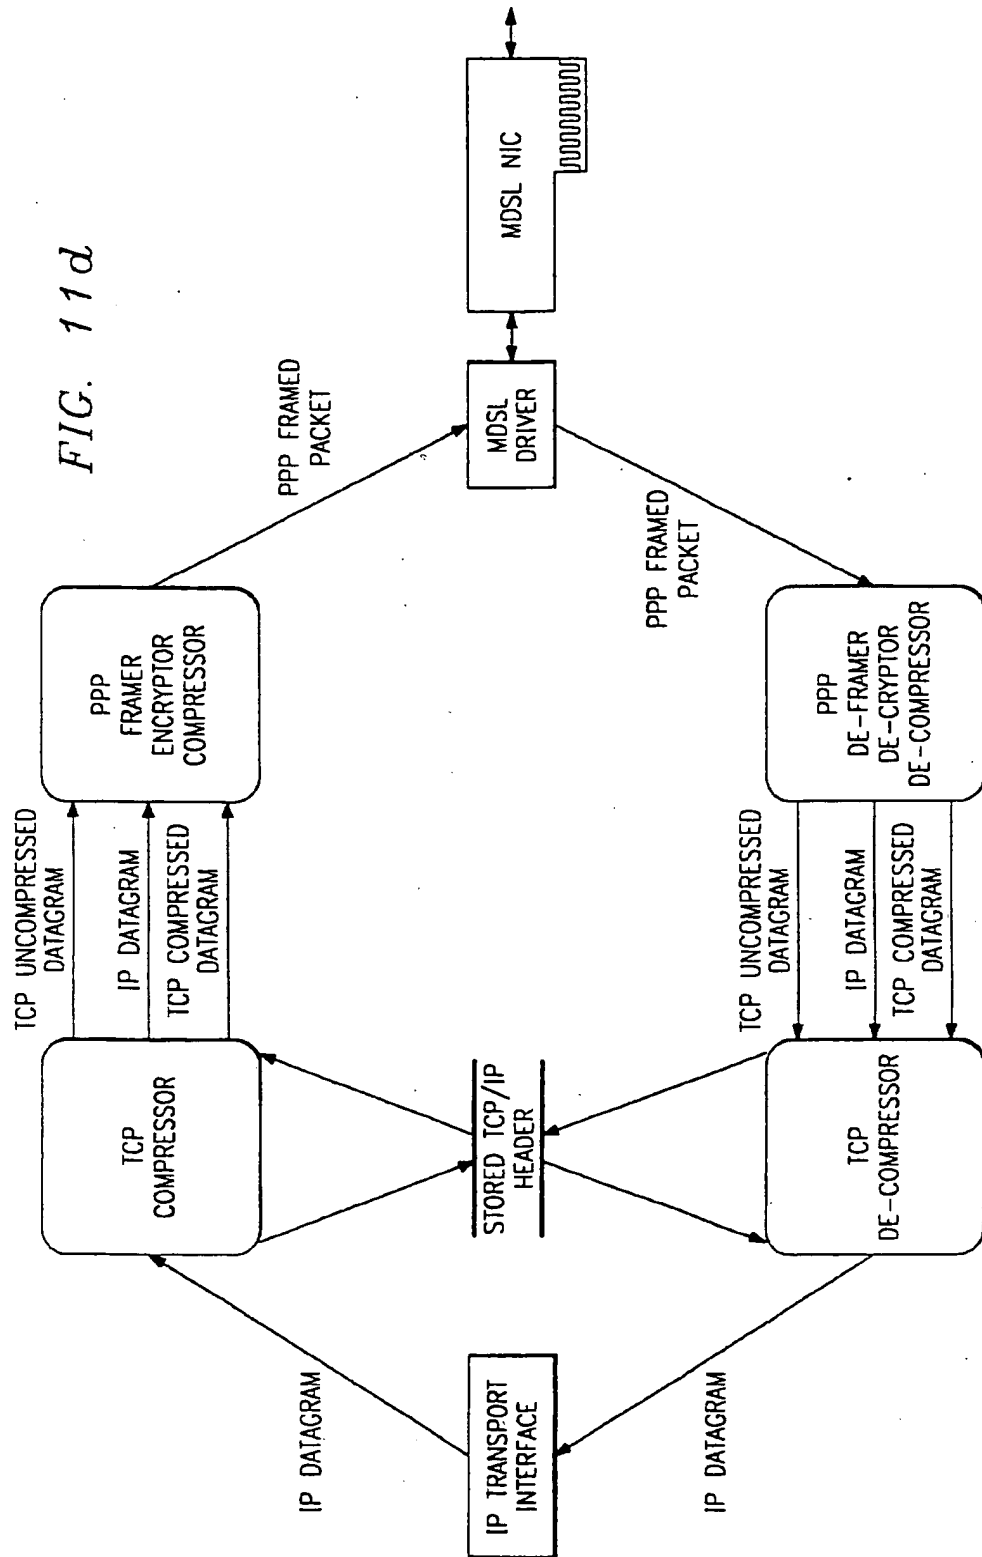 FIG. 11d
TCP UNCOMPRESSED
DATAGRAM
IP DATAGRAM
TCP COMPRESSED
DATAGRAM
TCP
COMPRESSOR
PPP
FRAMER
ENCRYPTOR
COMPRESSOR
IP DATAGRAM
PPP FRAMED
PACKET
IP TRANSPORT
INTERFACE
STORED TCP/IP
HEADER
MDSL
DRIVER
MDSL NIC
PPP FRAMED
PACKET
IP DATAGRAM
TCP UNCOMPRESSED
DATAGRAM
IP DATAGRAM
TCP COMPRESSED
DATAGRAM
TCP
DE-COMPRESSOR
PPP
DE-FRAMER
DE-CRYPTOR
DE-COMPRESSOR